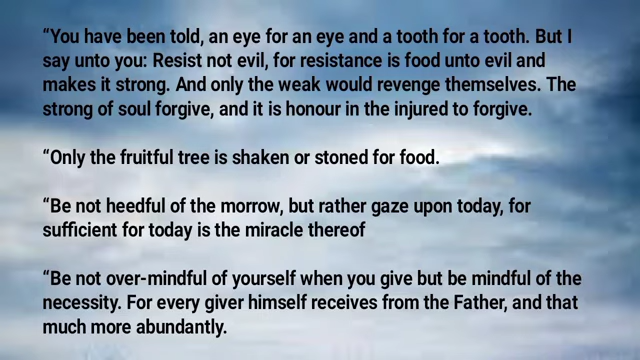 “You have been told, an eye for an eye and a tooth for a tooth. But I
say unto you: Resist not evil, for resistance is food unto evil and
makes it strong. And only the weak would revenge themselves. The
strong of soul forgive, and it is honour in the injured to forgive.
“Only the fruitful tree is shaken or stoned for food.
“Be not heedful of the morrow, but rather gaze upon today, for
sufficient for today is the miracle thereof
“Be not over-mindful of yourself when you give but be mindful of the
necessity. For every giver himself receives from the Father, and that
much more abundantly.